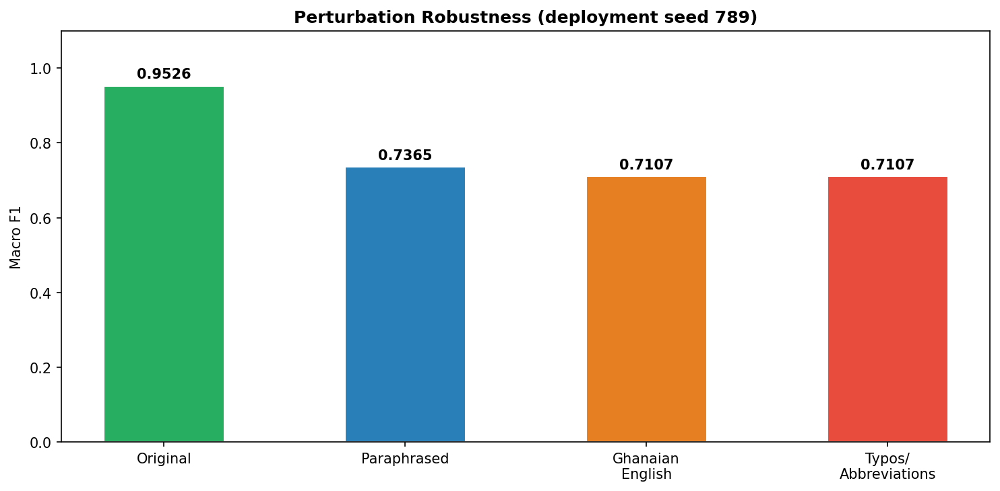 Perturbation Robustness (deployment seed 789)
Macro F1
1.0
0.8
0.6
0.4
0.2
0.0
0.9526
0.7365
0.7107
0.7107
Original
Paraphrased
Ghanaian
English
Typos/
Abbreviations